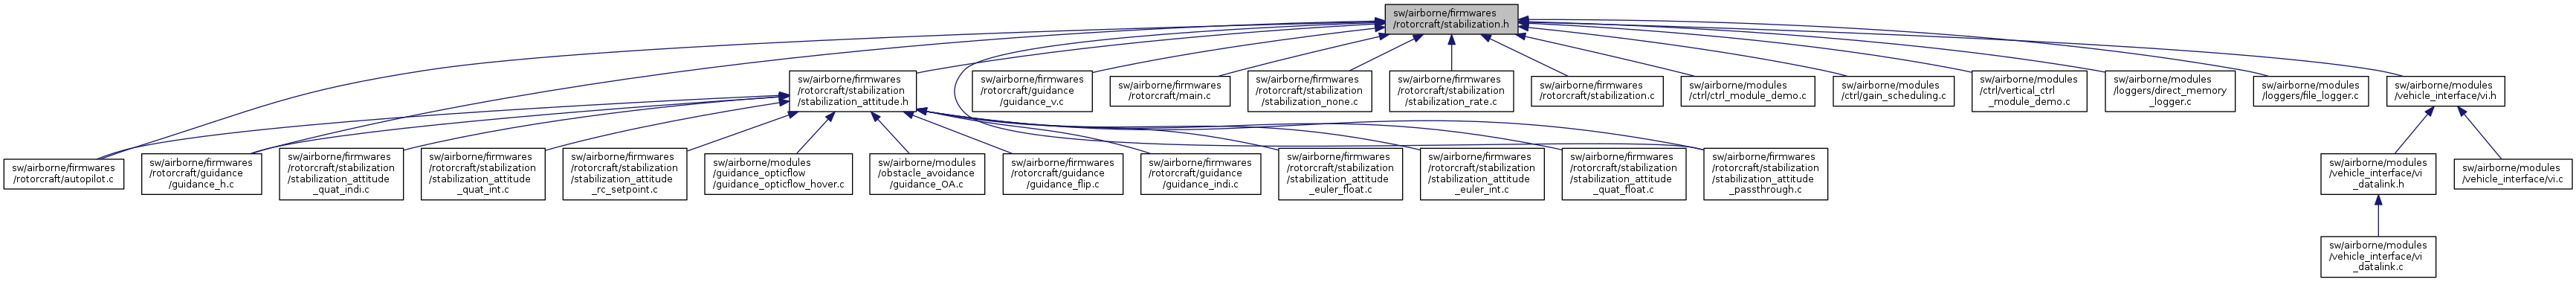 sw/airborne/firmwares
/rotorcraft/stabilization.h
sw/airborne/firmwares
/rotorcraft/stabilization
/stabilization_attitude.h
sw/airborne/firmwares
/rotorcraft/guidance
/guidance_v.c
sw/airborne/firmwares
/rotorcraft/main.c
sw/airborne/firmwares
/rotorcraft/stabilization
/stabilization_none.c
sw/airborne/firmwares
/rotorcraft/stabilization
/stabilization_rate.c
sw/airborne/firmwares
/rotorcraft/stabilization.c
sw/airborne/modules
/ctrl/ctrl_module_demo.c
sw/airborne/modules
/ctrl/gain_scheduling.c
sw/airborne/modules
/ctrl/vertical_ctrl
_module_demo.c
sw/airborne/modules
/loggers/direct_memory
_logger.c
sw/airborne/modules
/loggers/file_logger.c
sw/airborne/modules
/vehicle_interface/vi.h
sw/airborne/firmwares
/rotorcraft/autopilot.c
sw/airborne/firmwares
/rotorcraft/guidance
/guidance_h.c
sw/airborne/firmwares
/rotorcraft/stabilization
/stabilization_attitude
_quat_indi.c
sw/airborne/firmwares
/rotorcraft/stabilization
/stabilization_attitude
_quat_int.c
sw/airborne/firmwares
/rotorcraft/stabilization
/stabilization_attitude
_rc_setpoint.c
sw/airborne/modules
/guidance_opticflow
/guidance_opticflow_hover.c
sw/airborne/modules
/obstacle_avoidance
/guidance_OA.c
sw/airborne/firmwares
/rotorcraft/guidance
/guidance_flip.c
sw/airborne/firmwares
/rotorcraft/guidance
/guidance_indi.c
sw/airborne/firmwares
/rotorcraft/stabilization
/stabilization_attitude
_euler_float.c
sw/airborne/firmwares
/rotorcraft/stabilization
/stabilization_attitude
_euler_int.c
sw/airborne/firmwares
/rotorcraft/stabilization
/stabilization_attitude
_quat_float.c
sw/airborne/firmwares
/rotorcraft/stabilization
/stabilization_attitude
_passthrough.c
sw/airborne/modules
/vehicle_interface/vi
_datalink.h
sw/airborne/modules
/vehicle_interface/vi.c
sw/airborne/modules
/vehicle_interface/vi
_datalink.c